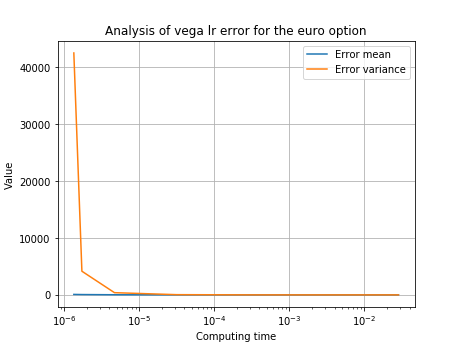 Analysis of vega lr error for the euro option
Error mean
Error variance
40000
30000
20000
10000
0
Value
10⁻⁶
10⁻⁵
10⁻⁴
10⁻³
10⁻²
Computing time